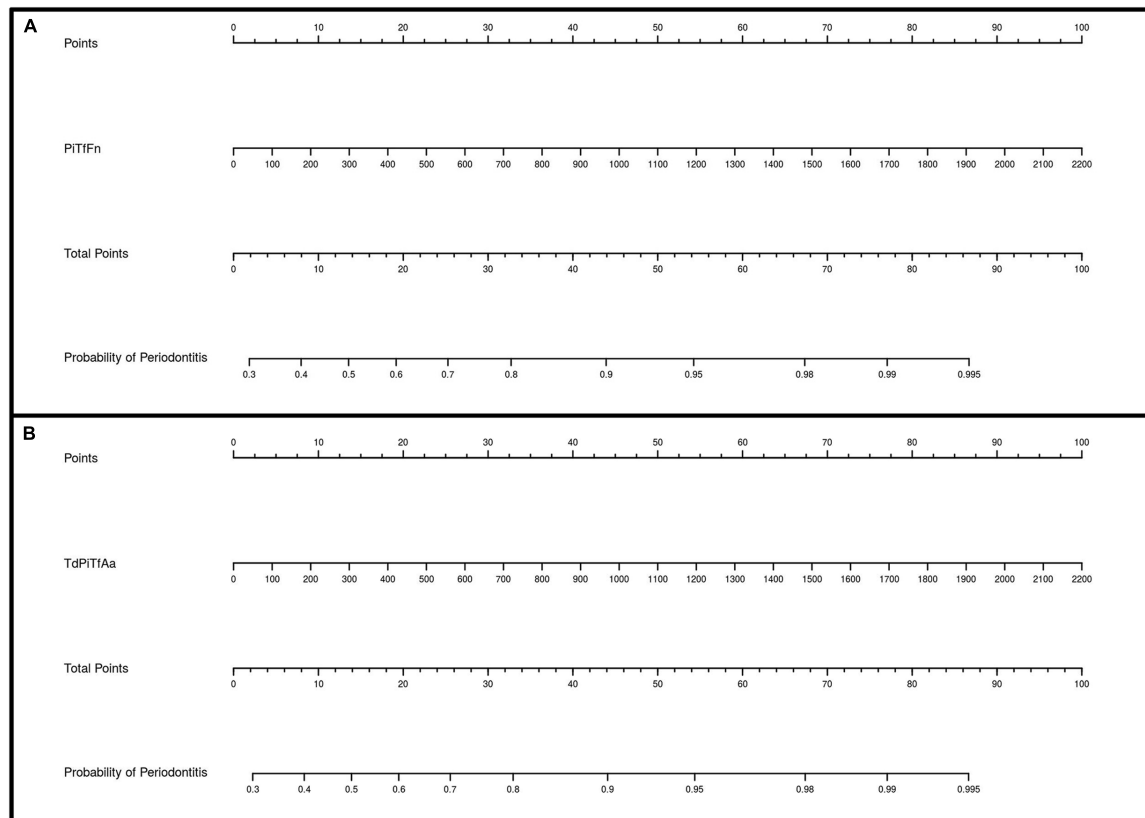 A
0 10 20 30 40 50 60 70 80 90 100
Points
PiTfFn
0 100 200 300 400 500 600 700 800 900 1000 1100 1200 1300 1400 1500 1600 1700 1800 1900 2000 2100 2200
Total Points
0 10 20 30 40 50 60 70 80 90 100
Probability of Periodontitis
0.3 0.4 0.5 0.6 0.7 0.8 0.9 0.95 0.98 0.99 0.995
B
0 10 20 30 40 50 60 70 80 90 100
Points
TdPiTfAa
0 100 200 300 400 500 600 700 800 900 1000 1100 1200 1300 1400 1500 1600 1700 1800 1900 2000 2100 2200
Total Points
0 10 20 30 40 50 60 70 80 90 100
Probability of Periodontitis
0.3 0.4 0.5 0.6 0.7 0.8 0.9 0.95 0.98 0.99 0.995